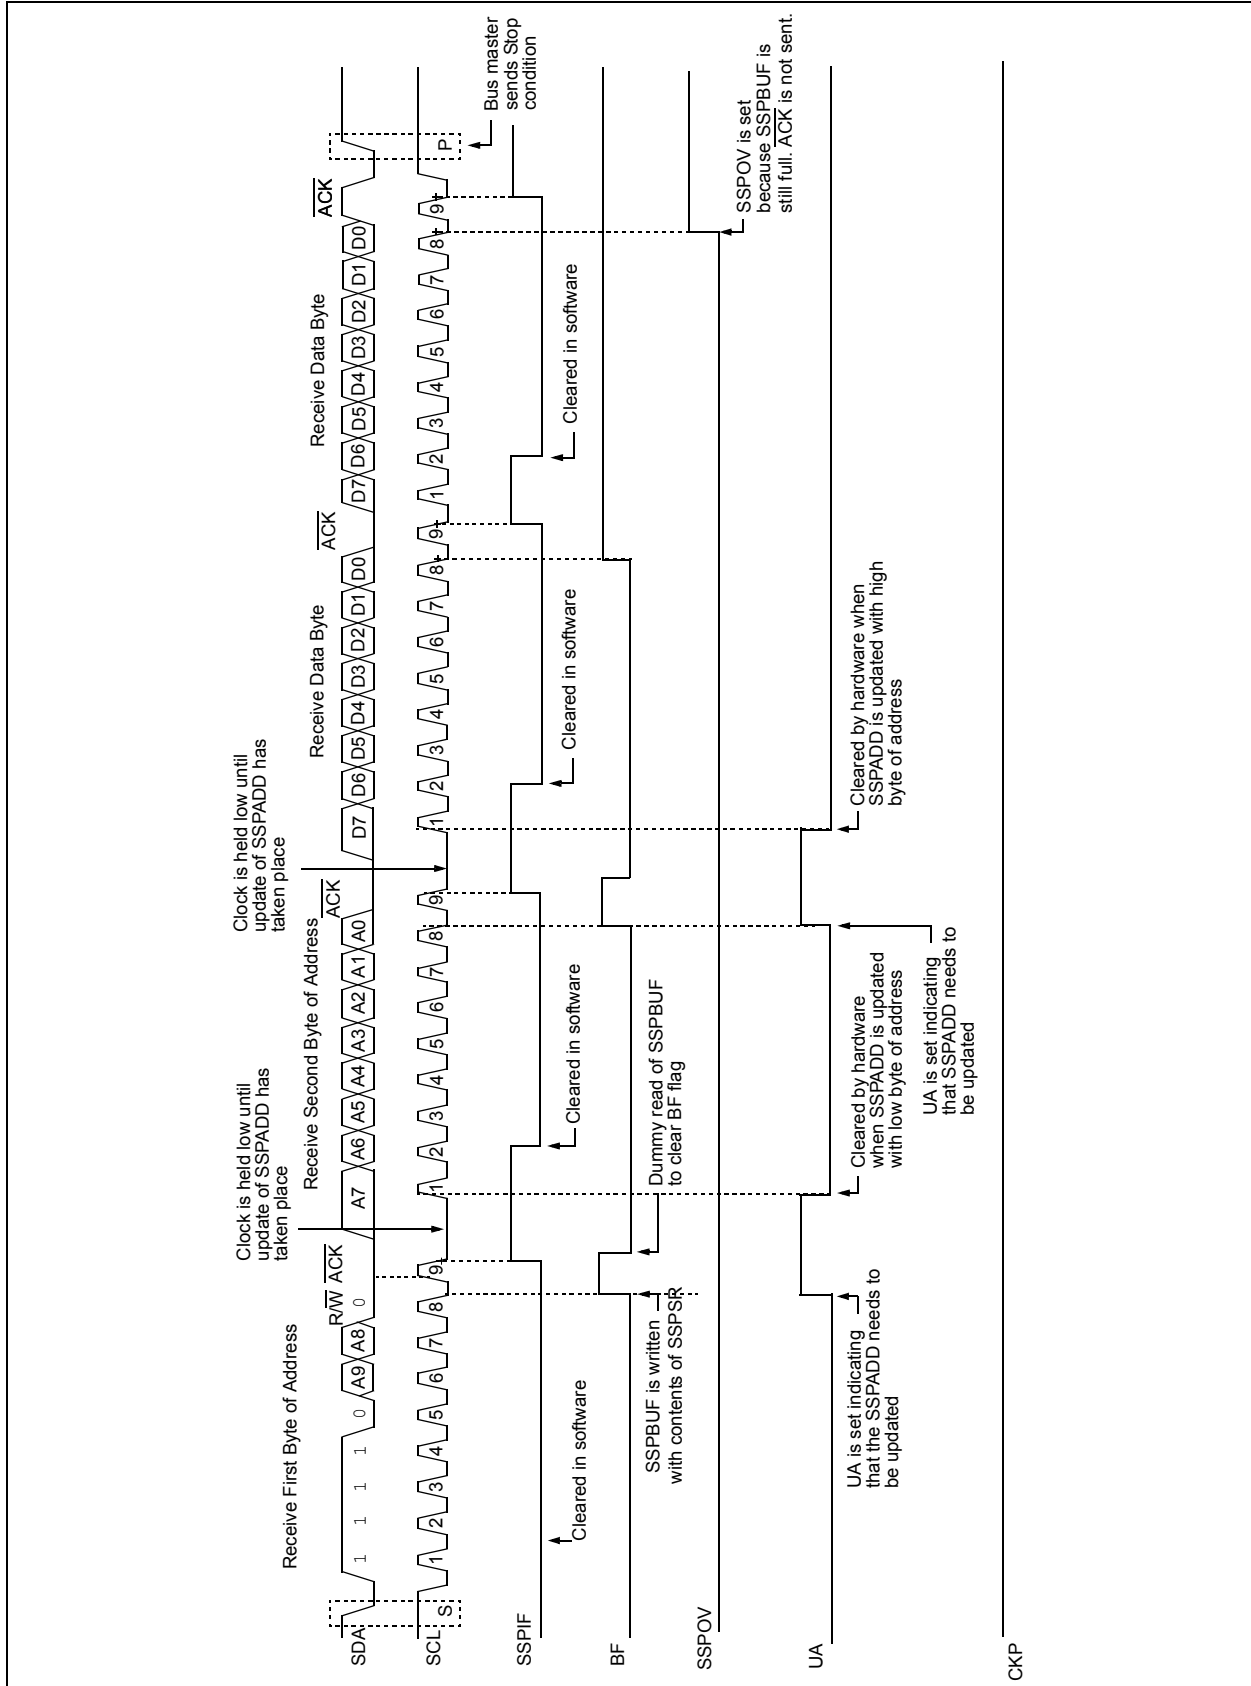 Receive First Byte of Address
Receive Second Byte of Address
Receive Data Byte
Receive Data Byte
Clock is held low until
update of SSPADD has
taken place
Clock is held low until
update of SSPADD has
taken place
R/W ACK
ACK
ACK
ACK
SDA
1 1 1 1 0 A9 A8 0
A7 A6 A5 A4 A3 A2 A1 A0
D7 D6 D5 D4 D3 D2 D1 D0
D7 D6 D5 D4 D3 D2 D1 D0
SCL
S
1 2 3 4 5 6 7 8 9
1 2 3 4 5 6 7 8 9
1 2 3 4 5 6 7 8 9
1 2 3 4 5 6 7 8 9
P
Bus master
sends Stop
condition
SSPIF
Cleared in software
Cleared in software
Cleared in software
Cleared in software
BF
SSPBUF is written
with contents of SSPSR
Dummy read of SSPBUF
to clear BF flag
SSPOV
SSPOV is set
because SSPBUF is
still full. ACK is not sent.
UA
UA is set indicating
that the SSPADD needs to
be updated
Cleared by hardware
when SSPADD is updated
with low byte of address
UA is set indicating
that SSPADD needs to
be updated
Cleared by hardware when
SSPADD is updated with high
byte of address
CKP